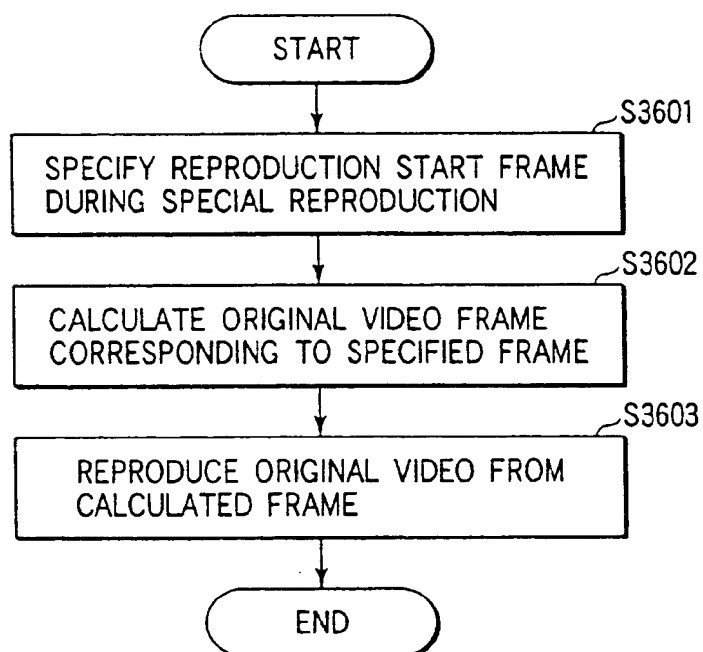 START
S3601
SPECIFY REPRODUCTION START FRAME
DURING SPECIAL REPRODUCTION
S3602
CALCULATE ORIGINAL VIDEO FRAME
CORRESPONDING TO SPECIFIED FRAME
S3603
REPRODUCE ORIGINAL VIDEO FROM
CALCULATED FRAME
END